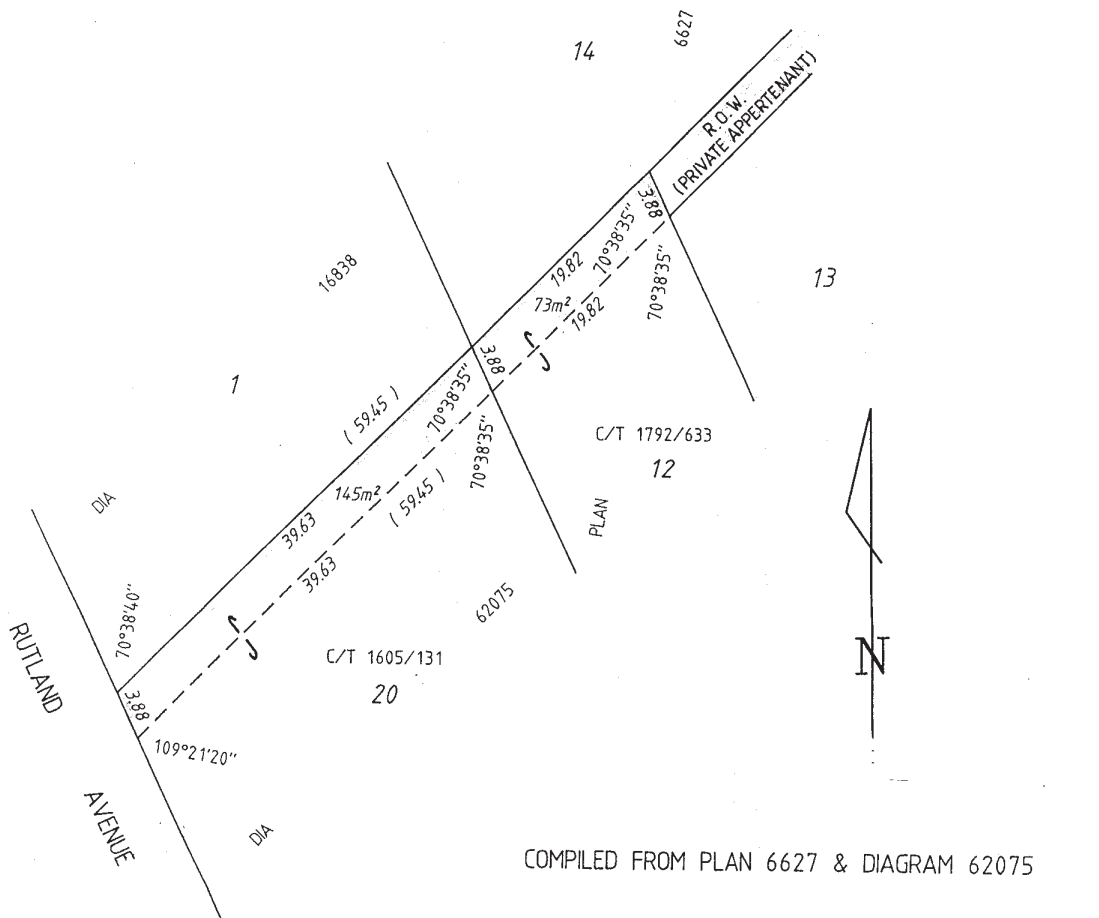 14
6627
R.O.W.
(PRIVATE APPERTENANT)
3.88
70°38'35"
19.82
73m²
19.82
70°38'35"
13
16838
1
3.88
70°38'35"
70°38'35"
( 59.45 )
C/T 1792/633
12
PLAN
145m²
( 59.45 )
39.63
39.63
DIA
62075
70°38'40"
RUTLAND
3.88
C/T 1605/131
20
109°21'20"
AVENUE
DIA
N
COMPILED FROM PLAN 6627 & DIAGRAM 62075